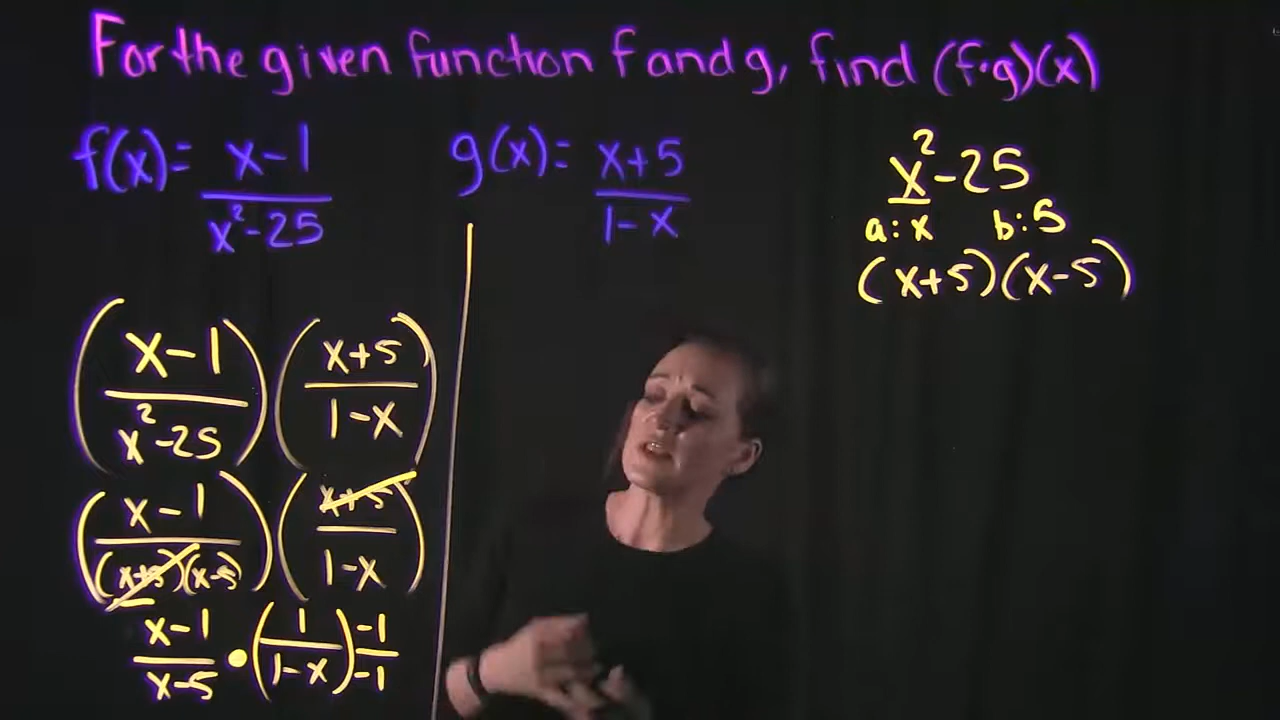 For the given function f and g, find (f·g)(x)
f(x) = x-1 / x²-25
g(x) = x+5 / 1-x
x²-25
a: x b: 5
(x+5)(x-5)
(x-1 / x²-25) (x+5 / 1-x)
(x-1 / (x+5)(x-5)) (x+5 / 1-x)
x-1 / x-5 • (1 / 1-x) -1 / -1